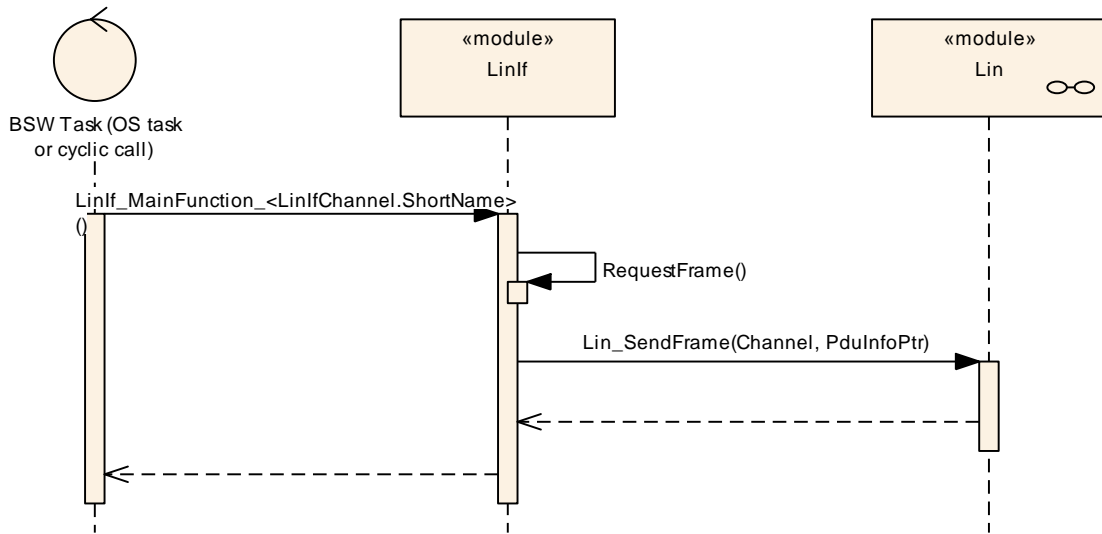 «module»
LinIf
«module»
Lin
BSW Task (OS task
or cyclic call)
LinIf_MainFunction_<LinIfChannel.ShortName>
()
RequestFrame()
Lin_SendFrame(Channel, PduInfoPtr)